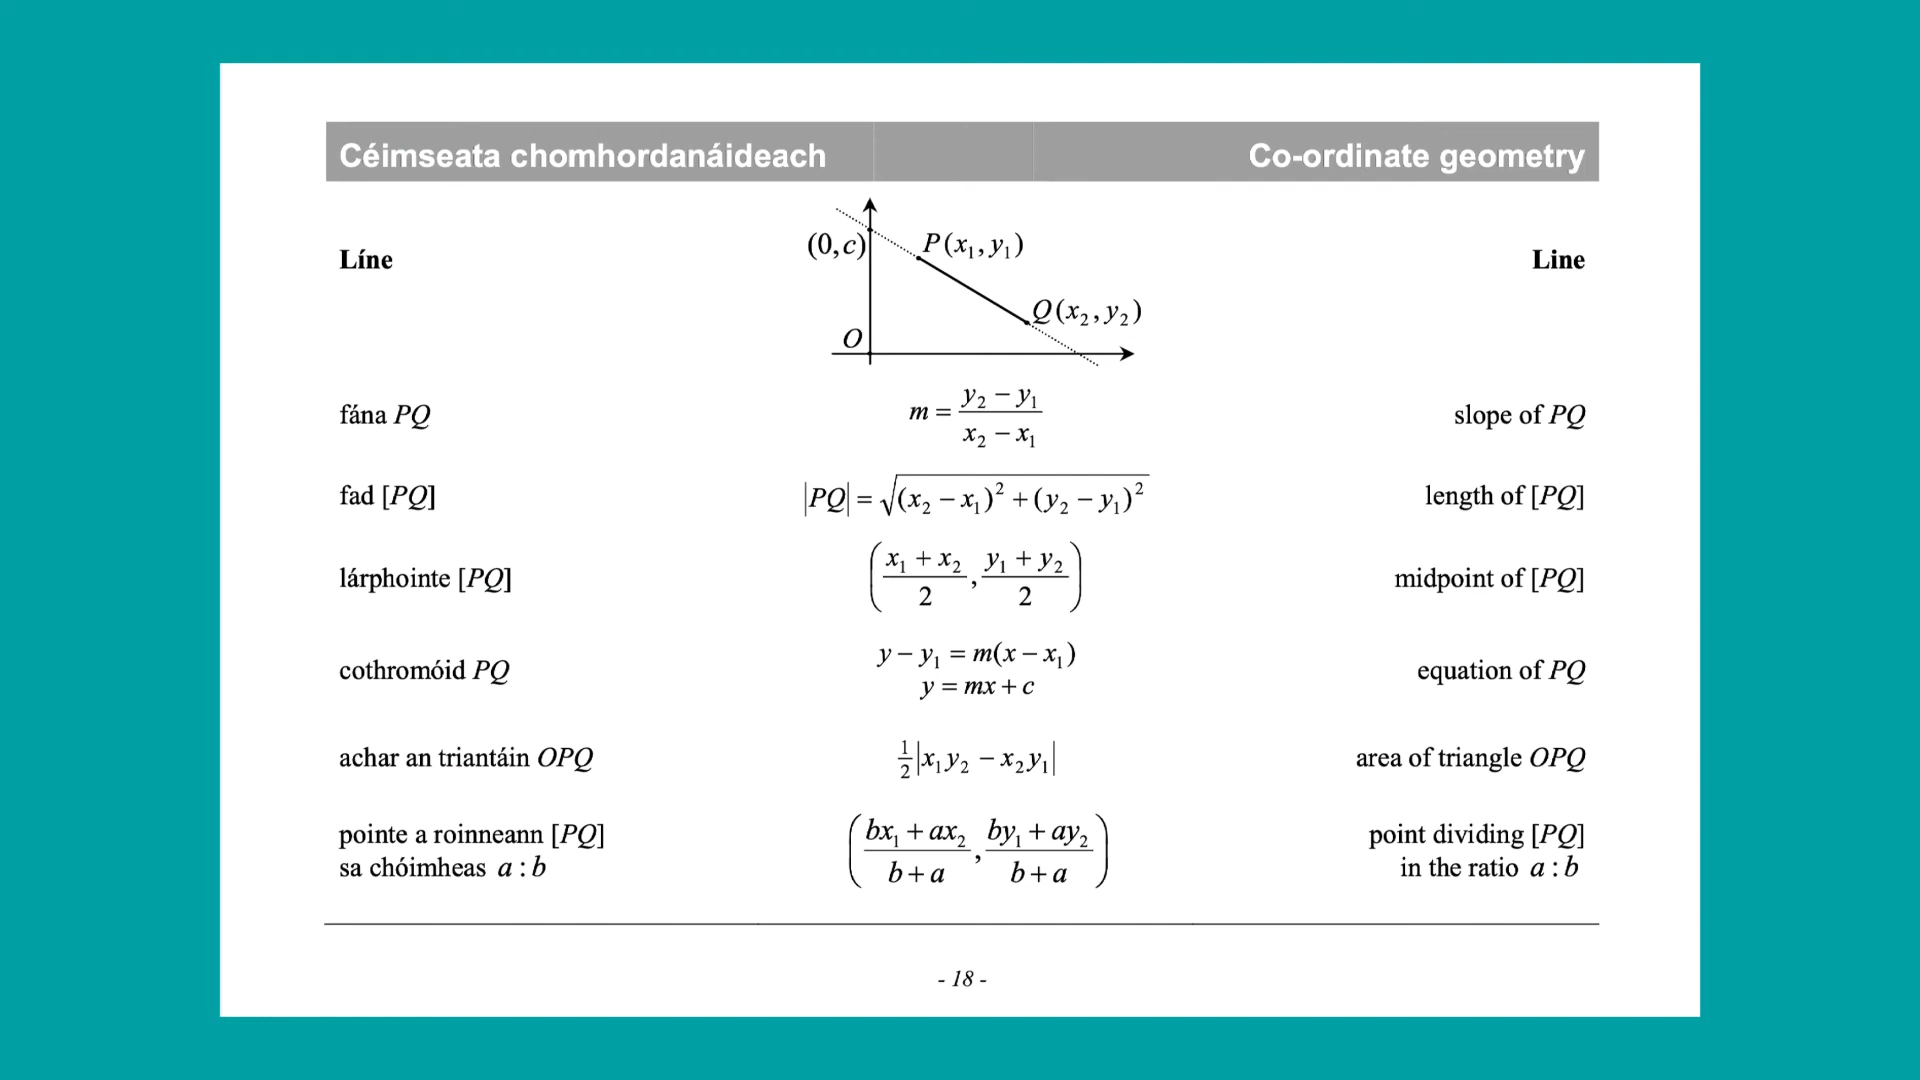 Céimseata chomhordanáideach Co-ordinate geometry
Líne (0, c) P(x₁, y₁) Line
Q(x₂, y₂)
O
fána PQ m = (y₂ − y₁)/(x₂ − x₁) slope of PQ
fad [PQ] |PQ| = √((x₂ − x₁)² + (y₂ − y₁)²) length of [PQ]
lárphointe [PQ] ((x₁ + x₂)/2, (y₁ + y₂)/2) midpoint of [PQ]
cothromóid PQ y − y₁ = m(x − x₁) equation of PQ
y = mx + c
achar an triantáin OPQ ½|x₁y₂ − x₂y₁| area of triangle OPQ
pointe a roinneann [PQ] ((bx₁ + ax₂)/(b + a), (by₁ + ay₂)/(b + a)) point dividing [PQ]
sa chóimheas a : b in the ratio a : b
- 18 -